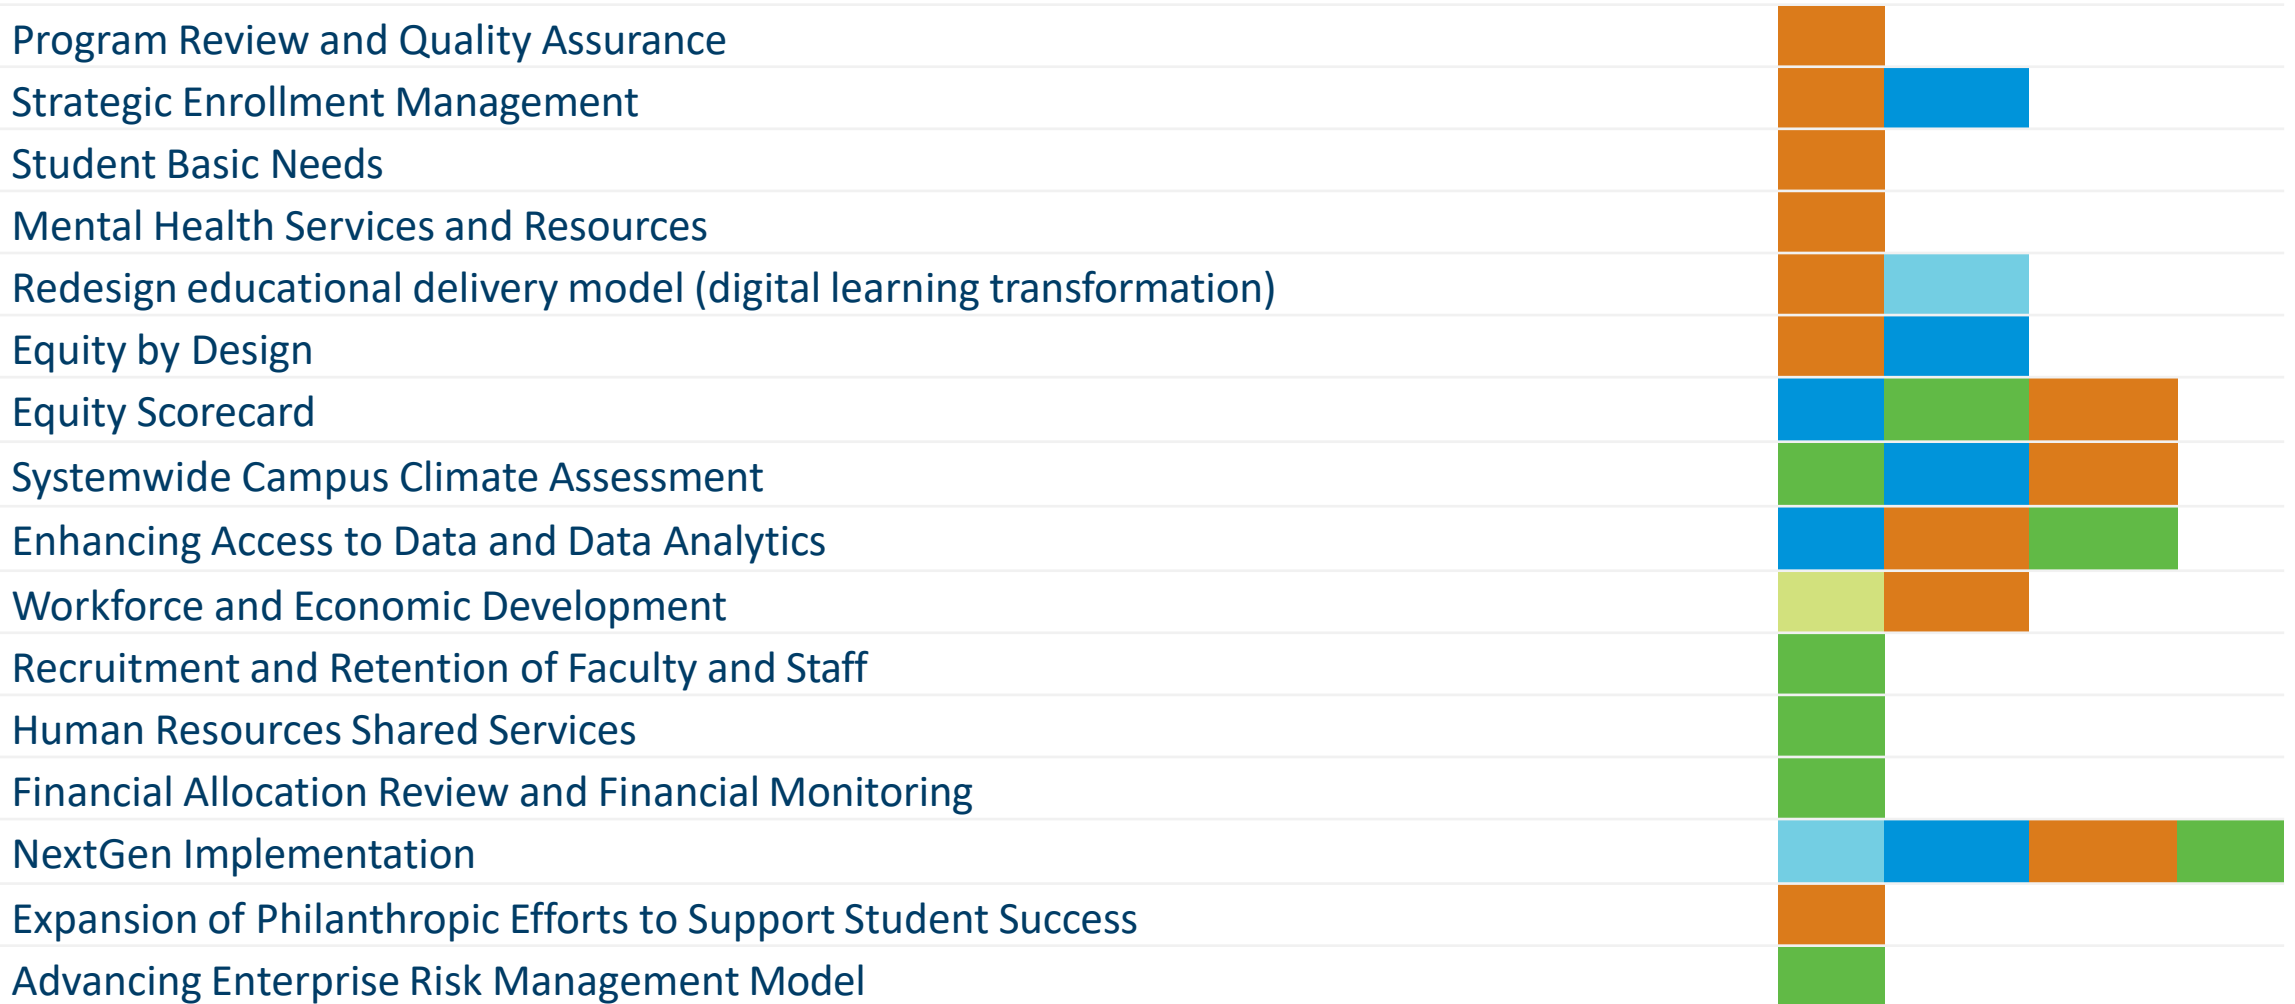 Program Review and Quality Assurance
Strategic Enrollment Management
Student Basic Needs
Mental Health Services and Resources
Redesign educational delivery model (digital learning transformation)
Equity by Design
Equity Scorecard
Systemwide Campus Climate Assessment
Enhancing Access to Data and Data Analytics
Workforce and Economic Development
Recruitment and Retention of Faculty and Staff
Human Resources Shared Services
Financial Allocation Review and Financial Monitoring
NextGen Implementation
Expansion of Philanthropic Efforts to Support Student Success
Advancing Enterprise Risk Management Model